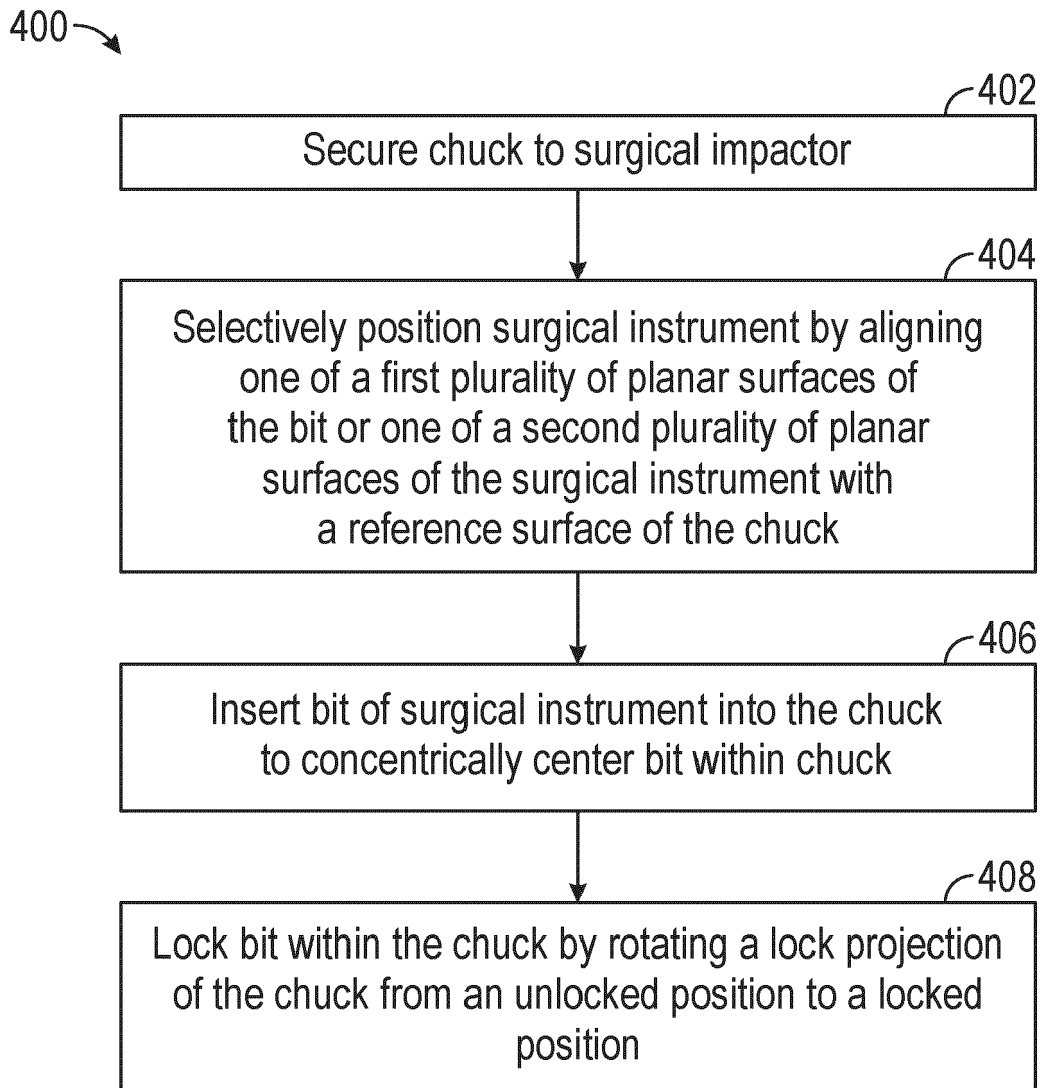 400
402
Secure chuck to surgical impactor
404
Selectively position surgical instrument by aligning
one of a first plurality of planar surfaces of
the bit or one of a second plurality of planar
surfaces of the surgical instrument with
a reference surface of the chuck
406
Insert bit of surgical instrument into the chuck
to concentrically center bit within chuck
408
Lock bit within the chuck by rotating a lock projection
of the chuck from an unlocked position to a locked
position